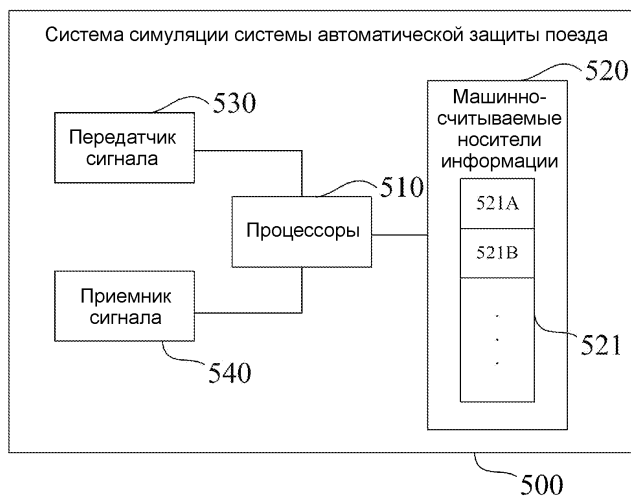 Система симуляции системы автоматической защиты поезда
530
520
Передатчик
сигнала
Машинно-
считываемые
носители
информации
510
Процессоры
521A
521B
Приемник
сигнала
540
521
500